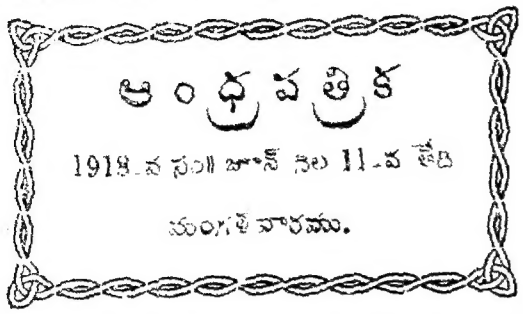 ఆంధ్రపత్రిక
1918-వ సం॥ జూన్ నెల 11-వ తేది
మంగళవారము.